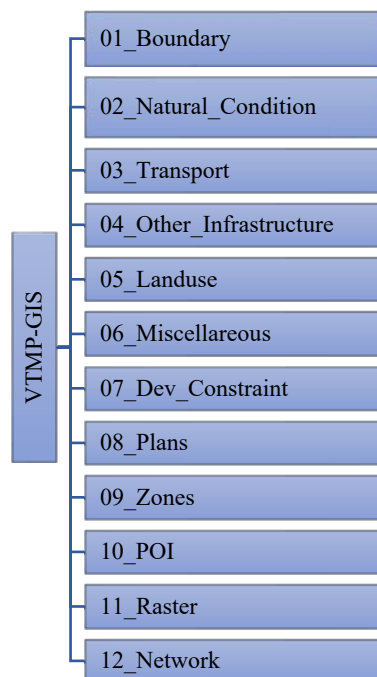 VTMP-GIS
01_Boundary
02_Natural_Condition
03_Transport
04_Other_Infrastructure
05_Landuse
06_Miscellareous
07_Dev_Constraint
08_Plans
09_Zones
10_POI
11_Raster
12_Network